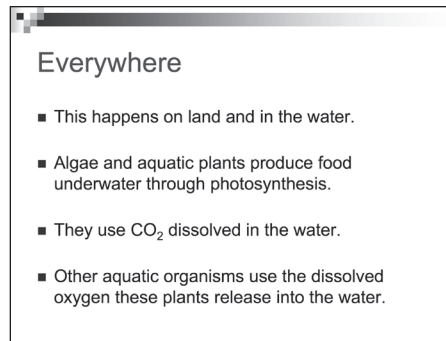 Everywhere
■ This happens on land and in the water.
■ Algae and aquatic plants produce food
underwater through photosynthesis.
■ They use CO₂ dissolved in the water.
■ Other aquatic organisms use the dissolved
oxygen these plants release into the water.